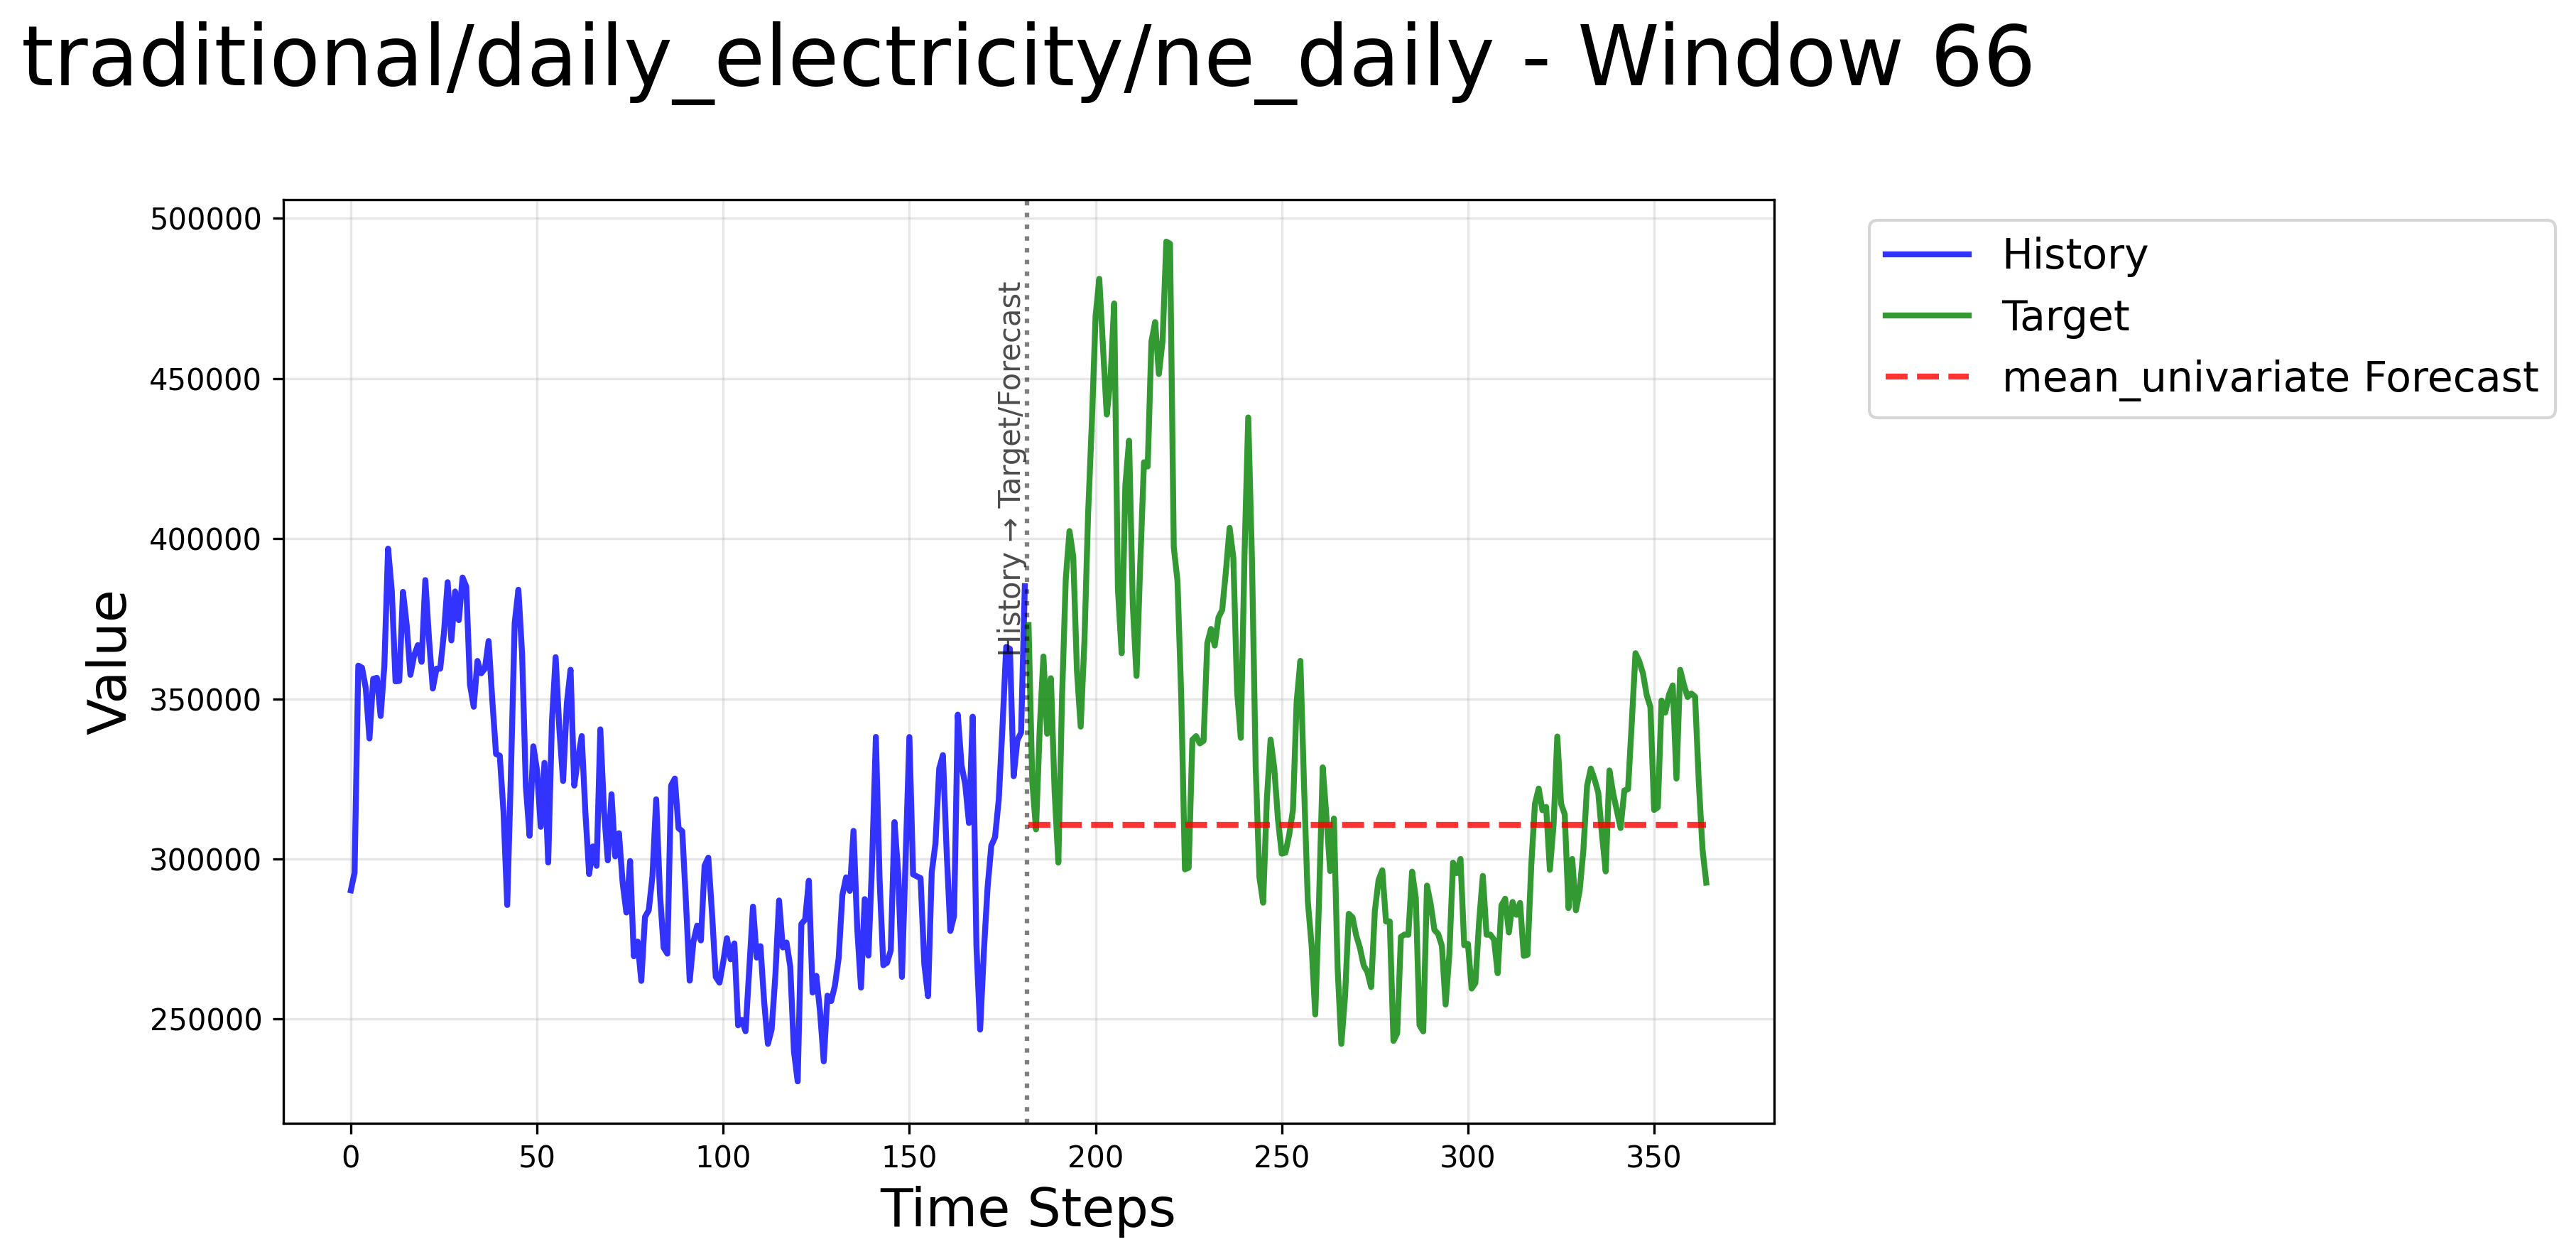 traditional/daily_electricity/ne_daily - Window 66
500000
450000
400000
350000
300000
250000
Value
History → Target/Forecast
0
50
100
150
200
250
300
350
Time Steps
History
Target
mean_univariate Forecast